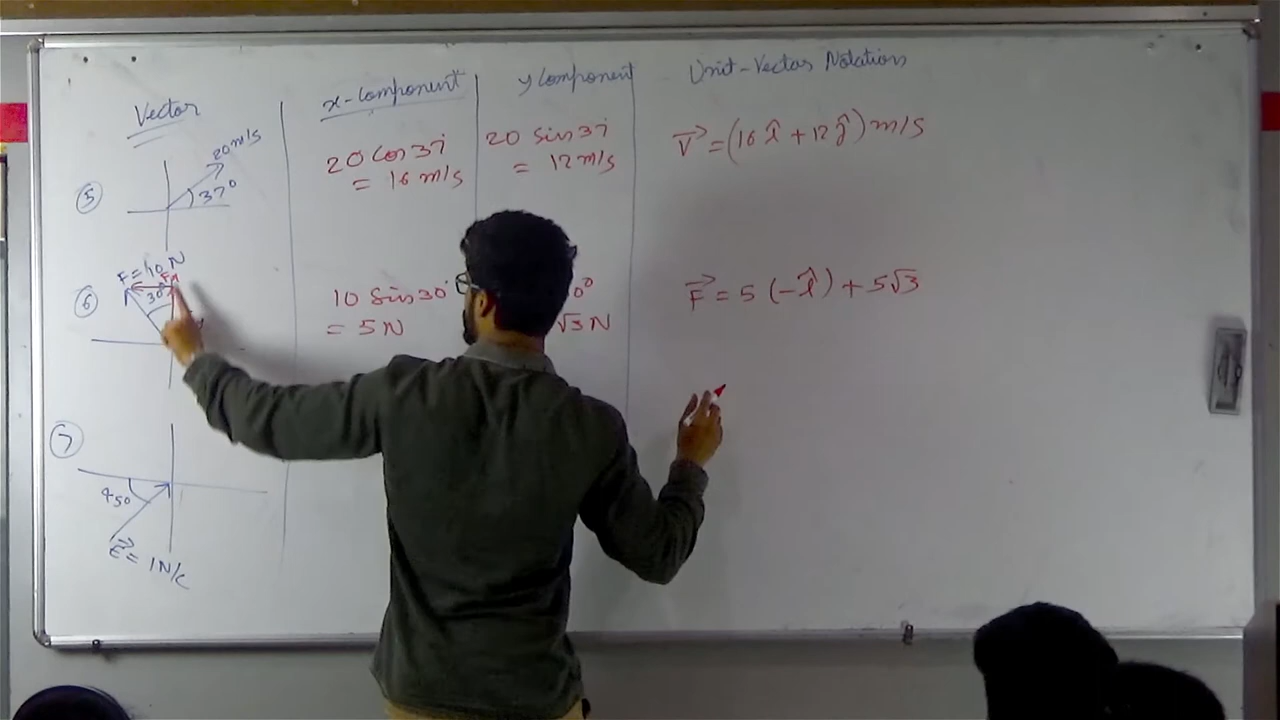 Vector
x-component
y component
Unit-Vector Notation
5
20 m/s
37°
20 cos 37°
= 16 m/s
20 sin 37°
= 12 m/s
V⃗ = (16 î + 12 ĵ) m/s
6
F = 10 N
30°
10 sin 30°
= 5 N
0°
√3 N
F⃗ = 5 (-î) + 5√3
7
45°
E⃗ = 1 N/C